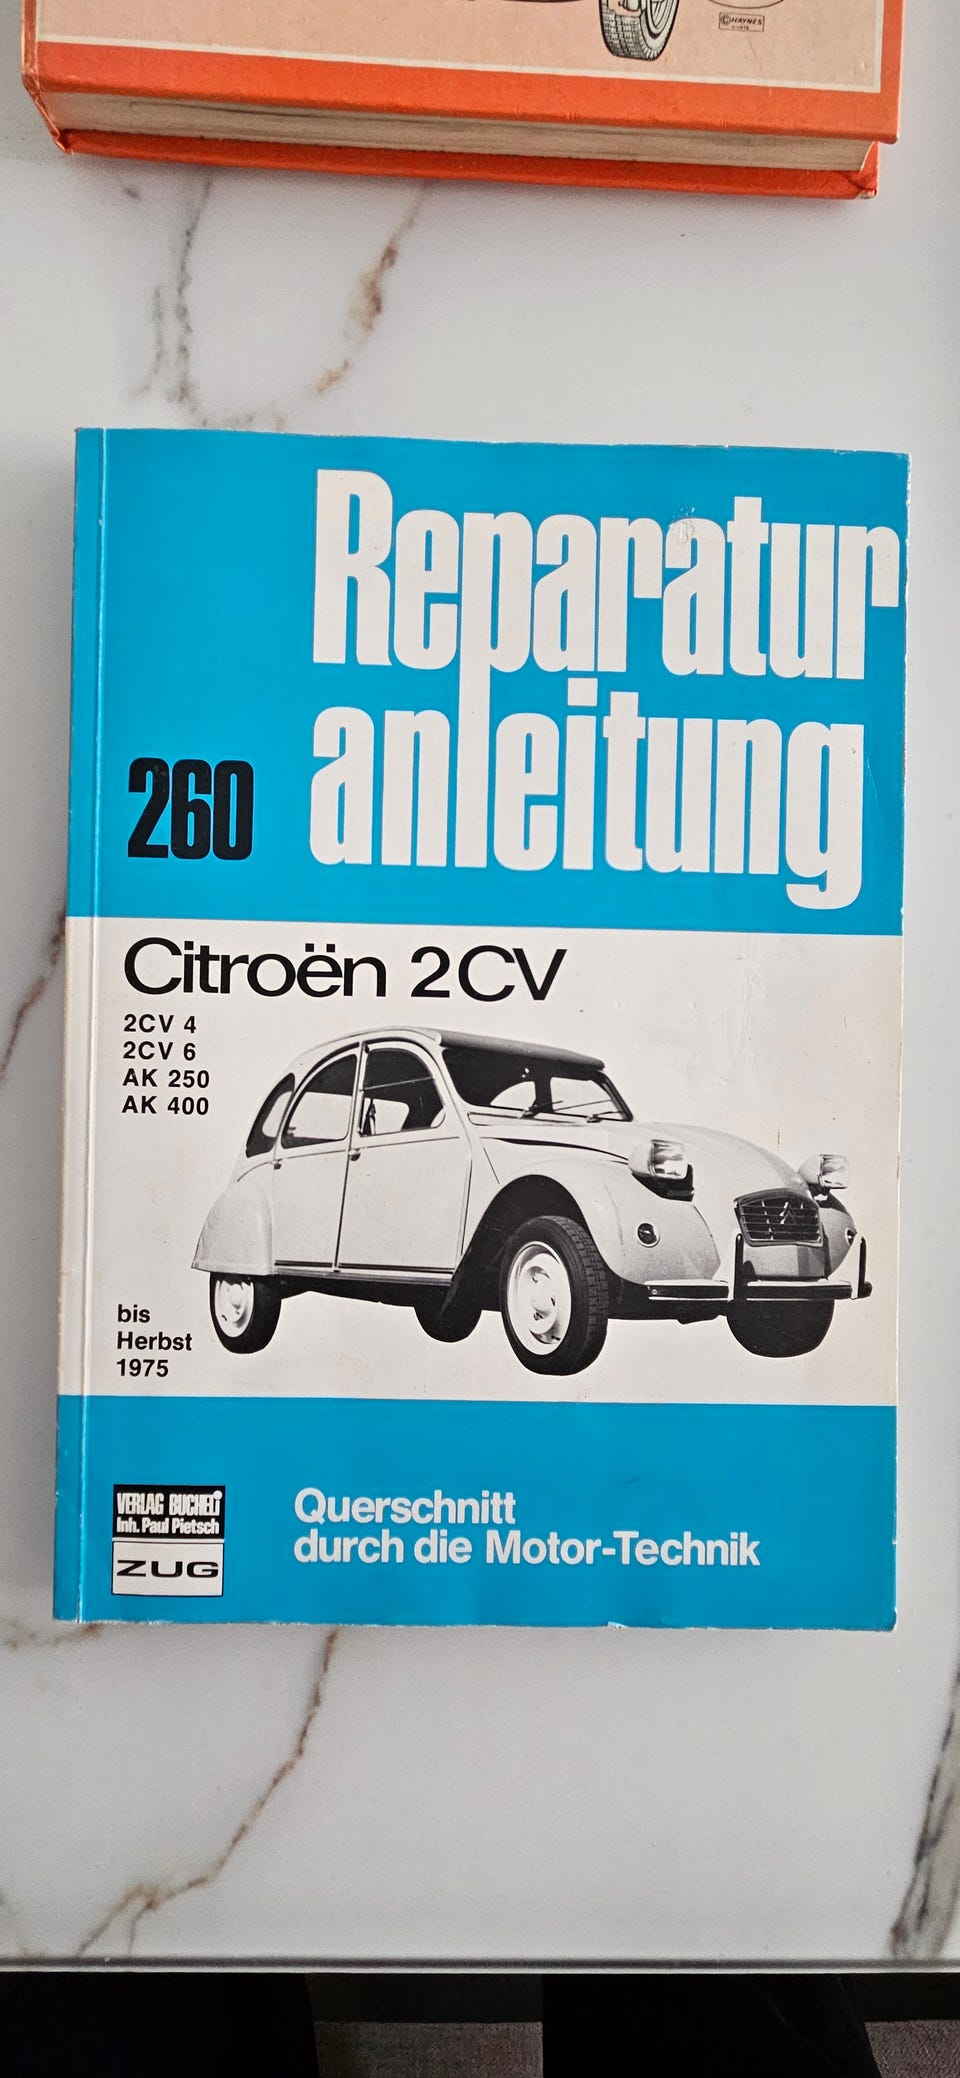 ©HAYNES
Reparatur
anleitung
260
Citroën 2CV
2CV 4
2CV 6
AK 250
AK 400
bis
Herbst
1975
VERLAG BUCHELI
Inh. Paul Pietsch
ZUG
Querschnitt
durch die Motor-Technik